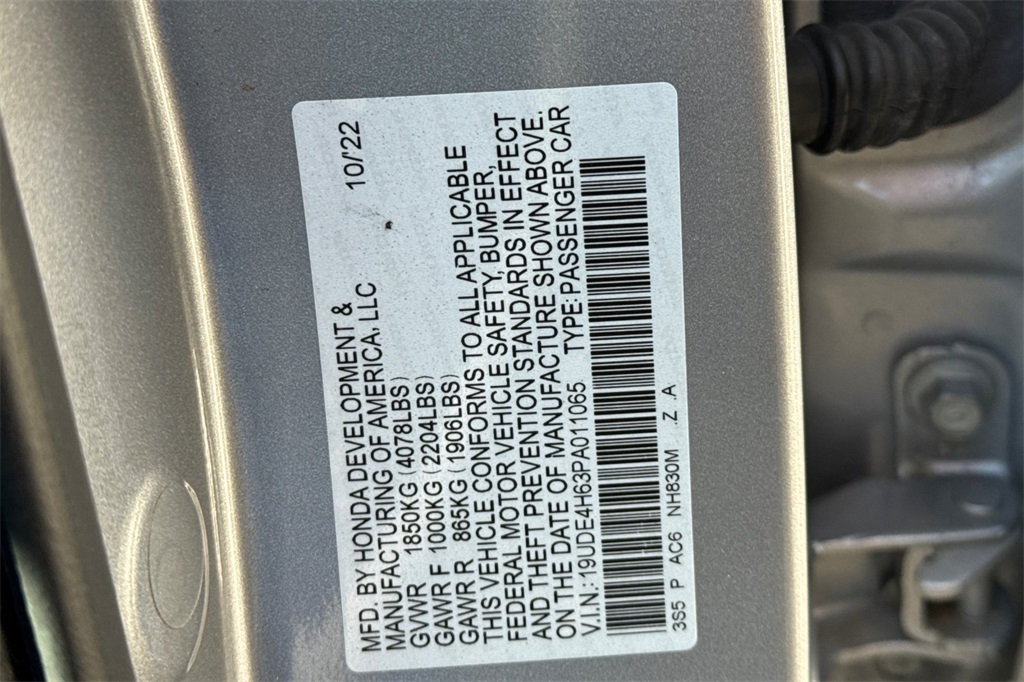 MFD. BY HONDA DEVELOPMENT &
MANUFACTURING OF AMERICA, LLC 10/'22
GVWR 1850KG (4078LBS)
GAWR F 1000KG (2204LBS)
GAWR R 865KG (1906LBS)
THIS VEHICLE CONFORMS TO ALL APPLICABLE
FEDERAL MOTOR VEHICLE SAFETY, BUMPER,
AND THEFT PREVENTION STANDARDS IN EFFECT
ON THE DATE OF MANUFACTURE SHOWN ABOVE.
V.I.N.: 19UDE4H63PA011065 TYPE: PASSENGER CAR
3S5 P AC6 NH830M .Z .A